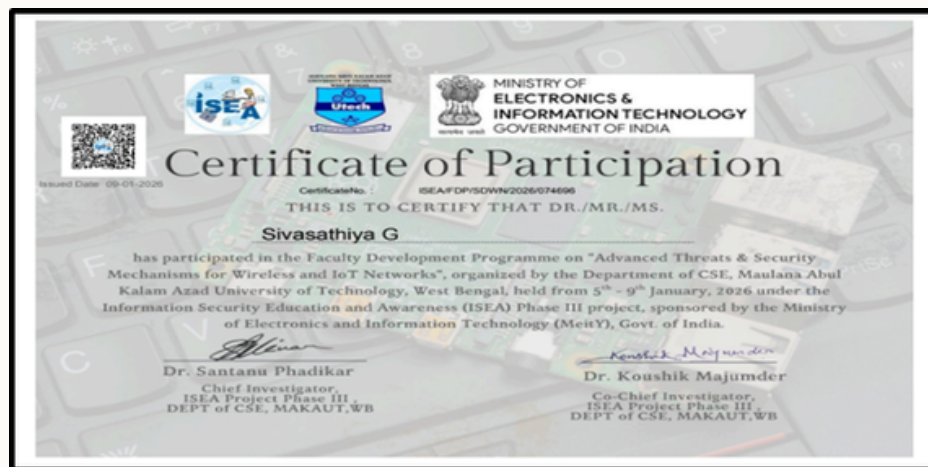 ISEA
Utech
MINISTRY OF
ELECTRONICS &
INFORMATION TECHNOLOGY
GOVERNMENT OF INDIA
सत्यमेव जयते
Certificate of Participation
Issued Date: 09-01-2026
CertificateNo. : ISEA/FDP/SDWN/2026/074696
THIS IS TO CERTIFY THAT DR./MR./MS.
Sivasathiya G
has participated in the Faculty Development Programme on "Advanced Threats & Security
Mechanisms for Wireless and IoT Networks", organized by the Department of CSE, Maulana Abul
Kalam Azad University of Technology, West Bengal, held from 5th - 9th January, 2026 under the
Information Security Education and Awareness (ISEA) Phase III project, sponsored by the Ministry
of Electronics and Information Technology (MeitY), Govt. of India.
Koushik Majumder
Dr. Santanu Phadikar
Chief Investigator,
ISEA Project Phase III ,
DEPT of CSE, MAKAUT,WB
Dr. Koushik Majumder
Co-Chief Investigator,
ISEA Project Phase III ,
DEPT of CSE, MAKAUT,WB